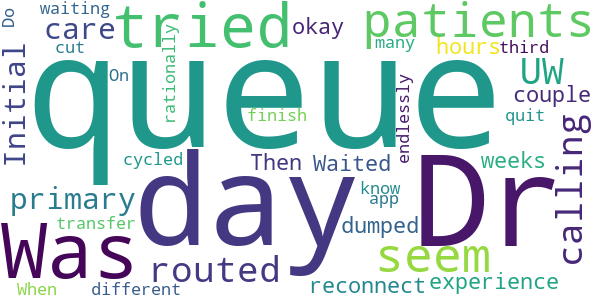 Do waiting tried okay patients
care many hours third
cut On rationally UW
Initial queue couple
finish endlessly quit calling
cycled Then Waited weeks
primary day Dr know
transfer app
Was dumped seem
routed reconnect experience
When different